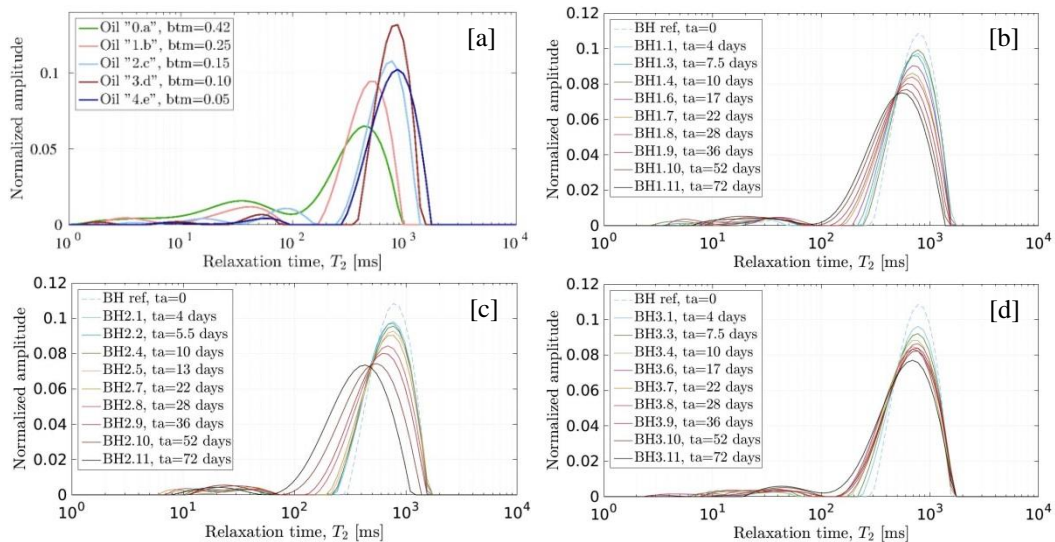 [a]
Oil "0.a", btm=0.42
Oil "1.b", btm=0.25
Oil "2.c", btm=0.15
Oil "3.d", btm=0.10
Oil "4.e", btm=0.05
Normalized amplitude
0.1
0.05
0
10^0 10^1 10^2 10^3 10^4
Relaxation time, T_2 [ms]
[b]
BH ref, ta=0
BH1.1, ta=4 days
BH1.3, ta=7.5 days
BH1.4, ta=10 days
BH1.6, ta=17 days
BH1.7, ta=22 days
BH1.8, ta=28 days
BH1.9, ta=36 days
BH1.10, ta=52 days
BH1.11, ta=72 days
Normalized amplitude
0.12
0.1
0.08
0.06
0.04
0.02
0
10^0 10^1 10^2 10^3 10^4
Relaxation time, T_2 [ms]
[c]
BH ref, ta=0
BH2.1, ta=4 days
BH2.2, ta=5.5 days
BH2.4, ta=10 days
BH2.5, ta=13 days
BH2.7, ta=22 days
BH2.8, ta=28 days
BH2.9, ta=36 days
BH2.10, ta=52 days
BH2.11, ta=72 days
Normalized amplitude
0.12
0.1
0.08
0.06
0.04
0.02
0
10^0 10^1 10^2 10^3 10^4
Relaxation time, T_2 [ms]
[d]
BH ref, ta=0
BH3.1, ta=4 days
BH3.3, ta=7.5 days
BH3.4, ta=10 days
BH3.6, ta=17 days
BH3.7, ta=22 days
BH3.8, ta=28 days
BH3.9, ta=36 days
BH3.10, ta=52 days
BH3.11, ta=72 days
Normalized amplitude
0.12
0.1
0.08
0.06
0.04
0.02
0
10^0 10^1 10^2 10^3 10^4
Relaxation time, T_2 [ms]